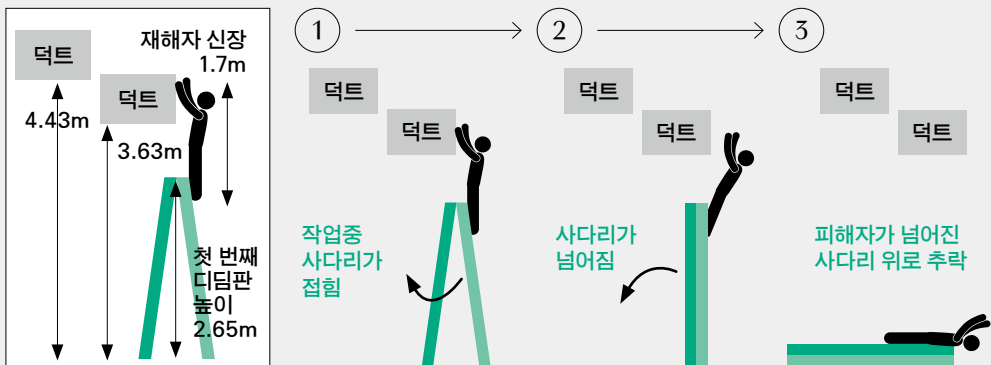 덕트
재해자 신장
1.7m
덕트
4.43m
3.63m
첫 번째
디딤판
높이
2.65m
1
2
3
덕트
덕트
작업중
사다리가
접힘
덕트
덕트
사다리가
넘어짐
덕트
덕트
피해자가 넘어진
사다리 위로 추락